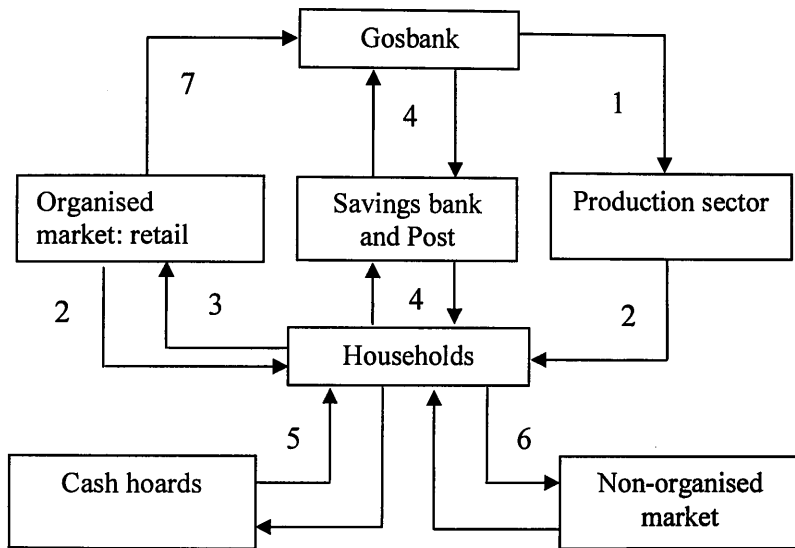 Gosbank
7
4
1
Organised
market: retail
Savings bank
and Post
Production sector
2
3
4
2
Households
5
6
Cash hoards
Non-organised
market